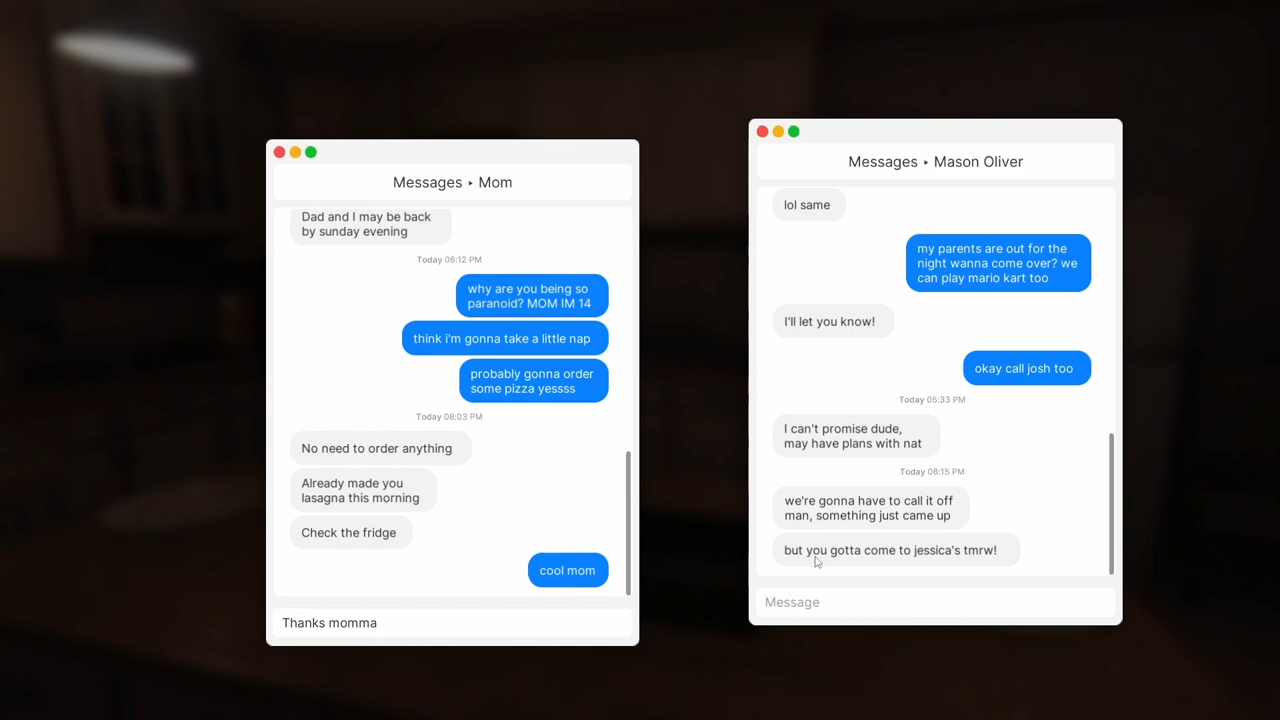 Messages ▸ Mom
Dad and I may be back
by sunday evening
Today 06:12 PM
why are you being so
paranoid? MOM IM 14
think i'm gonna take a little nap
probably gonna order
some pizza yessss
Today 08:03 PM
No need to order anything
Already made you
lasagna this morning
Check the fridge
cool mom
Thanks momma
Messages ▸ Mason Oliver
lol same
my parents are out for the
night wanna come over? we
can play mario kart too
I'll let you know!
okay call josh too
Today 05:33 PM
I can't promise dude,
may have plans with nat
Today 08:15 PM
we're gonna have to call it off
man, something just came up
but you gotta come to jessica's tmrw!
Message